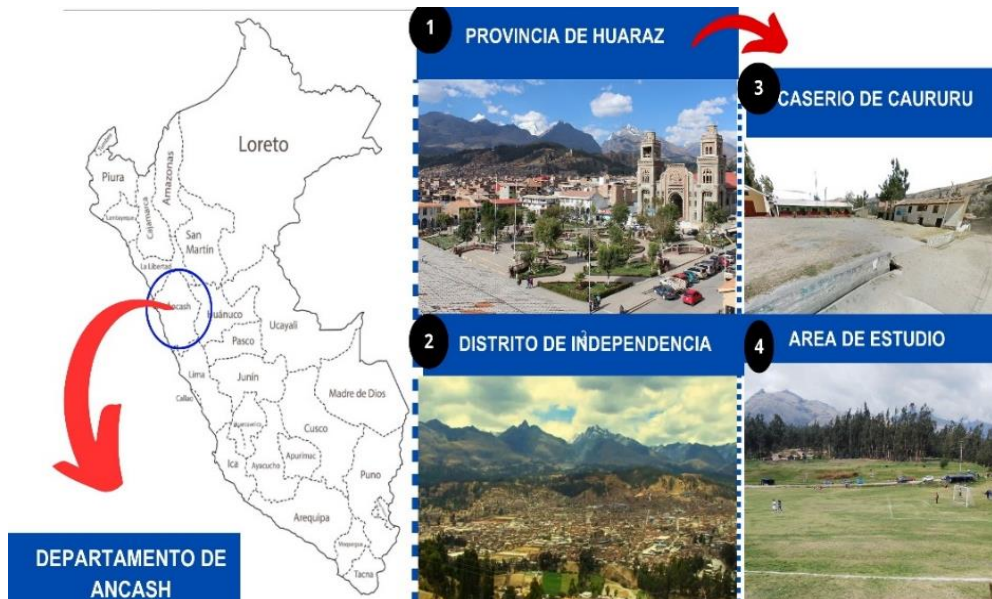 1
PROVINCIA DE HUARAZ
3
CASERIO DE CAURURU
Loreto
Amazonas
Piura
Cajamarca
San
Martín
La Libertad
Ancash
Huánuco
Ucayali
Pasco
Lima
Junín
Callao
Madre de Dios
Cusco
Ica
Ayacucho
Apurimac
Puno
Arequipa
Tacna
2
DISTRITO DE INDEPENDENCIA
2
4
AREA DE ESTUDIO
DEPARTAMENTO DE
ANCASH